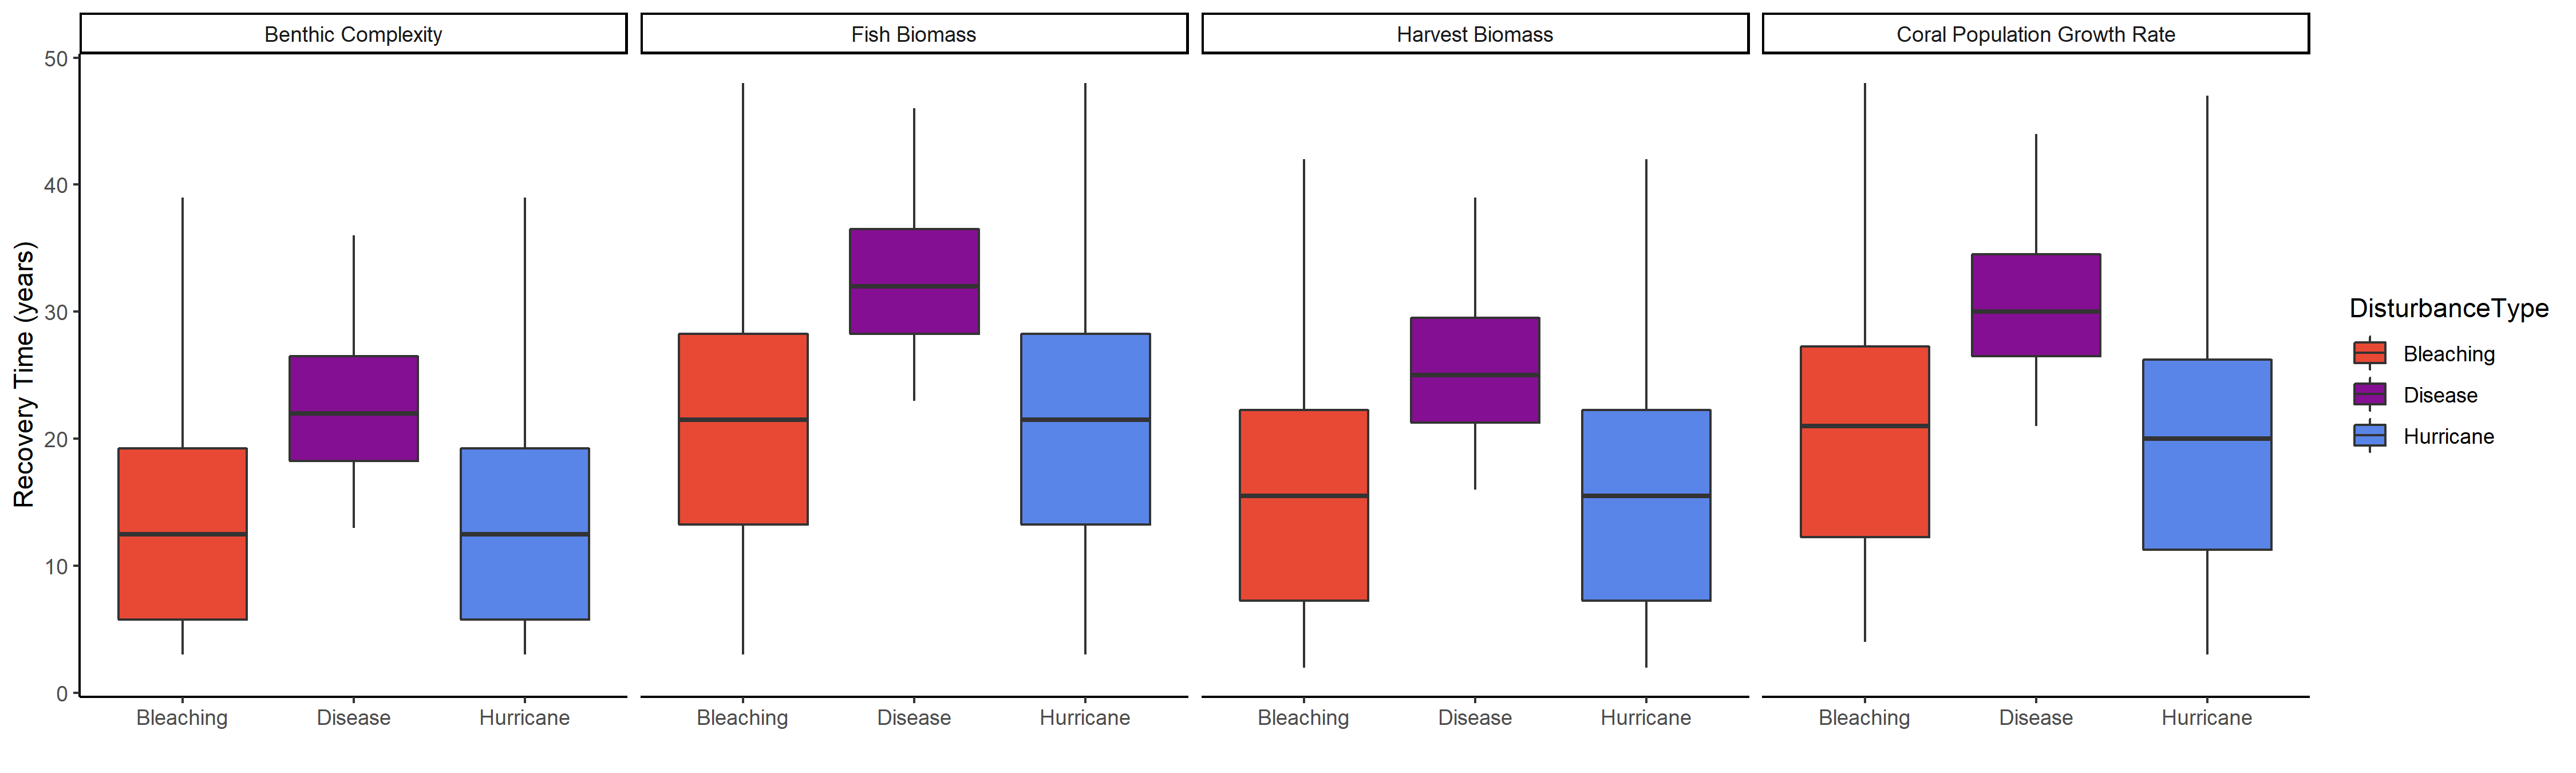 Benthic Complexity
Fish Biomass
Harvest Biomass
Coral Population Growth Rate
Recovery Time (years)
50
40
30
20
10
0
Bleaching
Disease
Hurricane
Bleaching
Disease
Hurricane
Bleaching
Disease
Hurricane
Bleaching
Disease
Hurricane
DisturbanceType
Bleaching
Disease
Hurricane